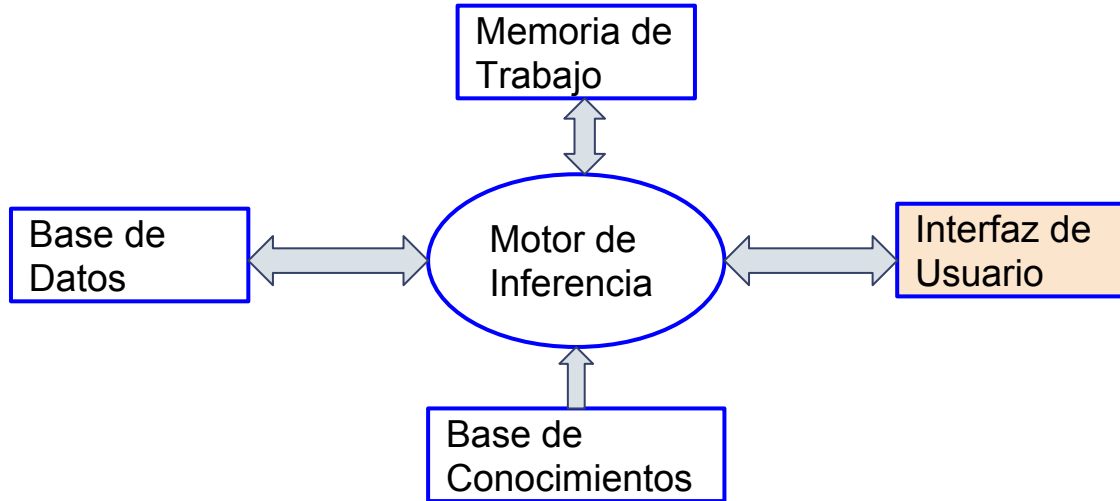 Memoria de
Trabajo
Base de
Datos
Motor de
Inferencia
Interfaz de
Usuario
Base de
Conocimientos